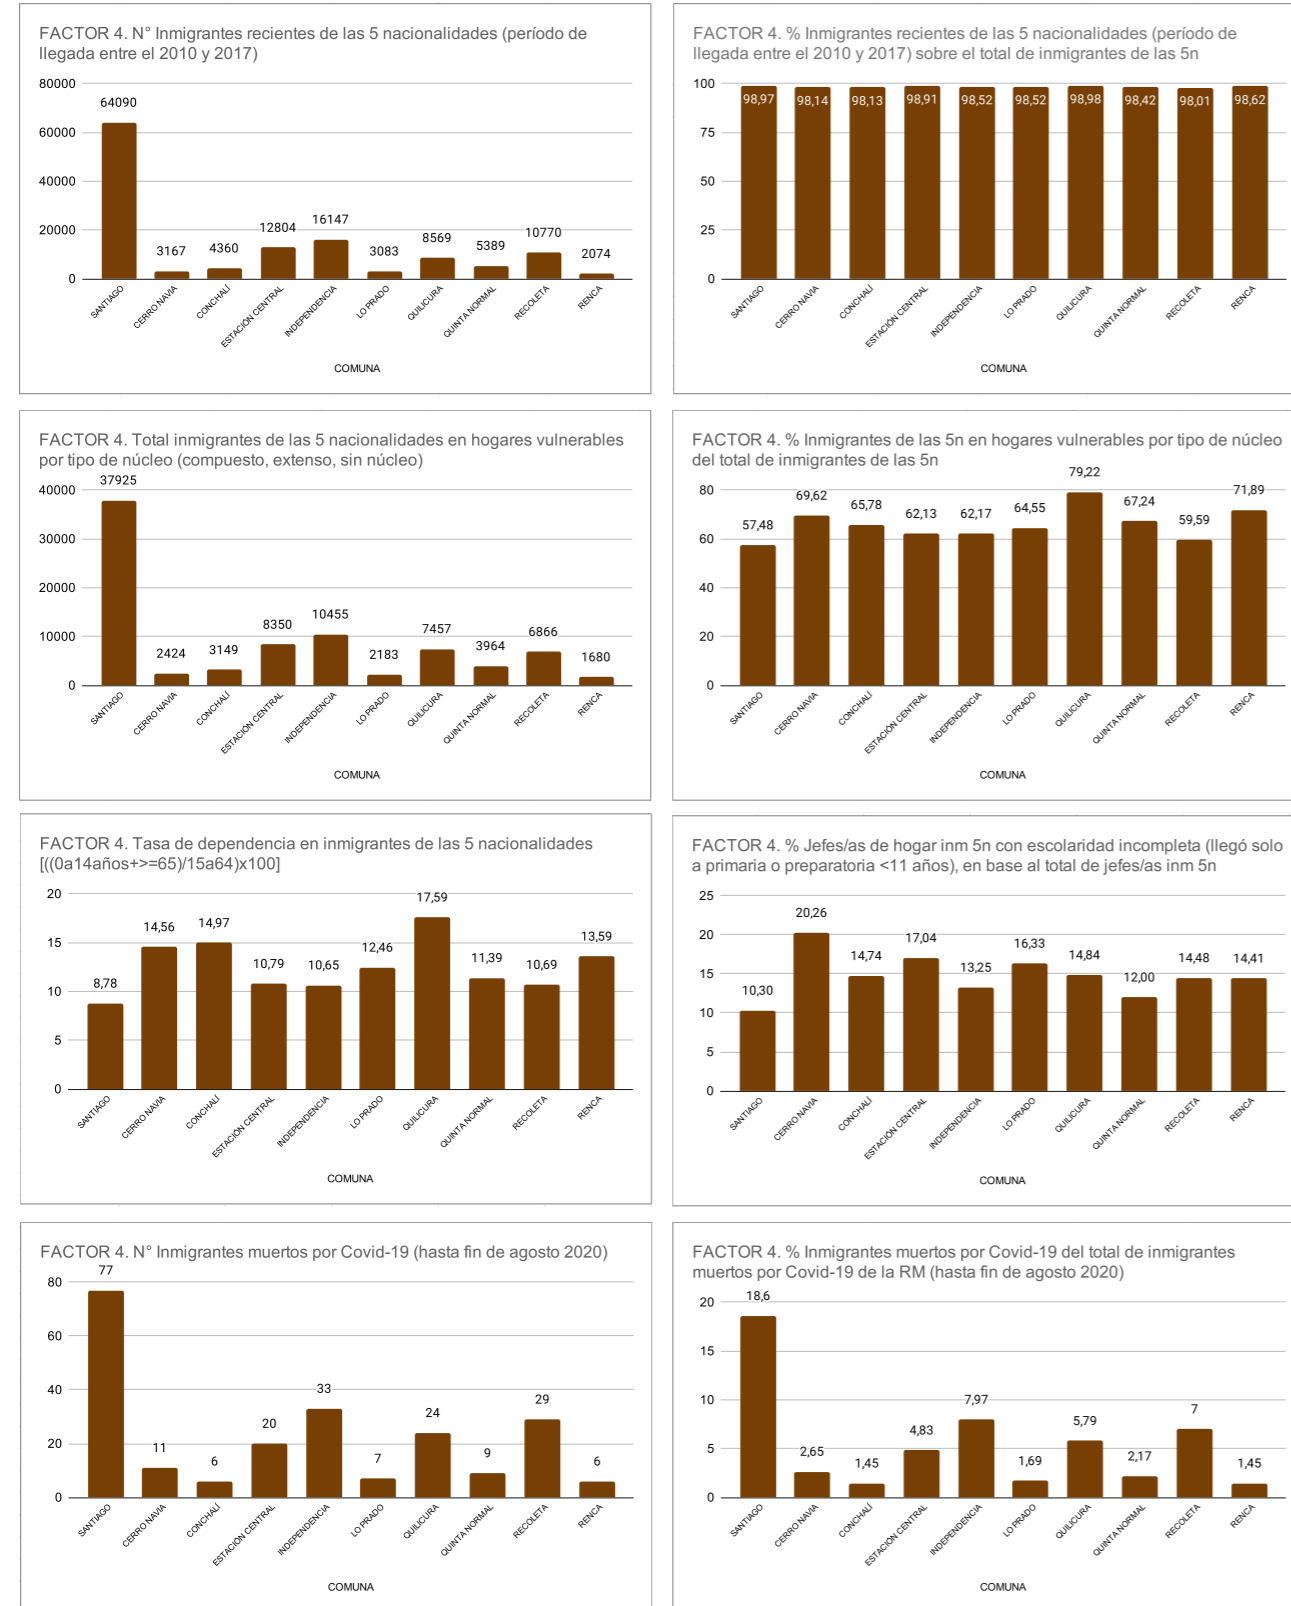 FACTOR 4. N° Inmigrantes recientes de las 5 nacionalidades (período de
llegada entre el 2010 y 2017)
80000
60000
40000
20000
0
64090
3167
4360
12804
16147
3083
8569
5389
10770
2074
SANTIAGO
CERRO NAVIA
CONCHALÍ
ESTACIÓN CENTRAL
INDEPENDENCIA
LO PRADO
QUILICURA
QUINTA NORMAL
RECOLETA
RENCA
COMUNA
FACTOR 4. % Inmigrantes recientes de las 5 nacionalidades (período de
llegada entre el 2010 y 2017) sobre el total de inmigrantes de las 5n
100
75
50
25
0
98,97
98,14
98,13
98,91
98,52
98,52
98,98
98,42
98,01
98,62
SANTIAGO
CERRO NAVIA
CONCHALÍ
ESTACIÓN CENTRAL
INDEPENDENCIA
LO PRADO
QUILICURA
QUINTA NORMAL
RECOLETA
RENCA
COMUNA
FACTOR 4. Total inmigrantes de las 5 nacionalidades en hogares vulnerables
por tipo de núcleo (compuesto, extenso, sin núcleo)
40000
30000
20000
10000
0
37925
2424
3149
8350
10455
2183
7457
3964
6866
1680
SANTIAGO
CERRO NAVIA
CONCHALÍ
ESTACIÓN CENTRAL
INDEPENDENCIA
LO PRADO
QUILICURA
QUINTA NORMAL
RECOLETA
RENCA
COMUNA
FACTOR 4. % Inmigrantes de las 5n en hogares vulnerables por tipo de núcleo
del total de inmigrantes de las 5n
80
60
40
20
0
57,48
69,62
65,78
62,13
62,17
64,55
79,22
67,24
59,59
71,89
SANTIAGO
CERRO NAVIA
CONCHALÍ
ESTACIÓN CENTRAL
INDEPENDENCIA
LO PRADO
QUILICURA
QUINTA NORMAL
RECOLETA
RENCA
COMUNA
FACTOR 4. Tasa de dependencia en inmigrantes de las 5 nacionalidades
[((0a14años+>=65)/15a64)x100]
20
15
10
5
0
8,78
14,56
14,97
10,79
10,65
12,46
17,59
11,39
10,69
13,59
SANTIAGO
CERRO NAVIA
CONCHALÍ
ESTACIÓN CENTRAL
INDEPENDENCIA
LO PRADO
QUILICURA
QUINTA NORMAL
RECOLETA
RENCA
COMUNA
FACTOR 4. % Jefes/as de hogar inm 5n con escolaridad incompleta (llegó solo
a primaria o preparatoria <11 años), en base al total de jefes/as inm 5n
25
20
15
10
5
0
10,30
20,26
14,74
17,04
13,25
16,33
14,84
12,00
14,48
14,41
SANTIAGO
CERRO NAVIA
CONCHALÍ
ESTACIÓN CENTRAL
INDEPENDENCIA
LO PRADO
QUILICURA
QUINTA NORMAL
RECOLETA
RENCA
COMUNA
FACTOR 4. N° Inmigrantes muertos por Covid-19 (hasta fin de agosto 2020)
80
60
40
20
0
77
11
6
20
33
7
24
9
29
6
SANTIAGO
CERRO NAVIA
CONCHALÍ
ESTACIÓN CENTRAL
INDEPENDENCIA
LO PRADO
QUILICURA
QUINTA NORMAL
RECOLETA
RENCA
COMUNA
FACTOR 4. % Inmigrantes muertos por Covid-19 del total de inmigrantes
muertos por Covid-19 de la RM (hasta fin de agosto 2020)
20
15
10
5
0
18,6
2,65
1,45
4,83
7,97
1,69
5,79
2,17
7
1,45
SANTIAGO
CERRO NAVIA
CONCHALÍ
ESTACIÓN CENTRAL
INDEPENDENCIA
LO PRADO
QUILICURA
QUINTA NORMAL
RECOLETA
RENCA
COMUNA